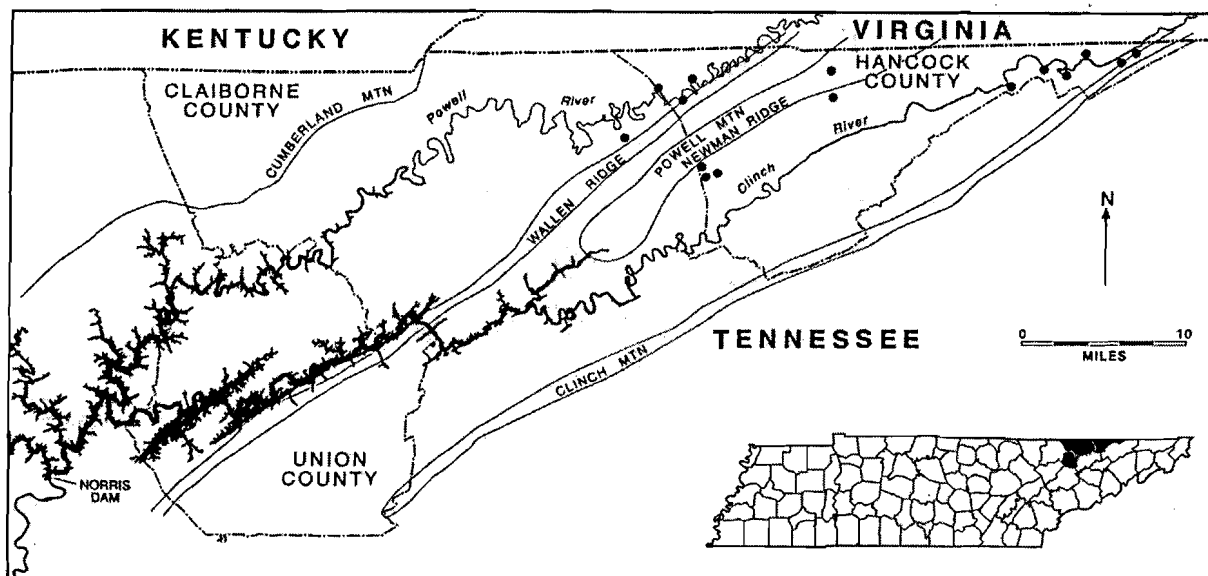 KENTUCKY
VIRGINIA
CLAIBORNE
COUNTY
HANCOCK
COUNTY
CUMBERLAND MTN
Powell
River
POWELL MTN
NEWMAN RIDGE
WALLEN RIDGE
Clinch
River
N
TENNESSEE
0 10
MILES
CLINCH MTN
UNION
COUNTY
NORRIS
DAM